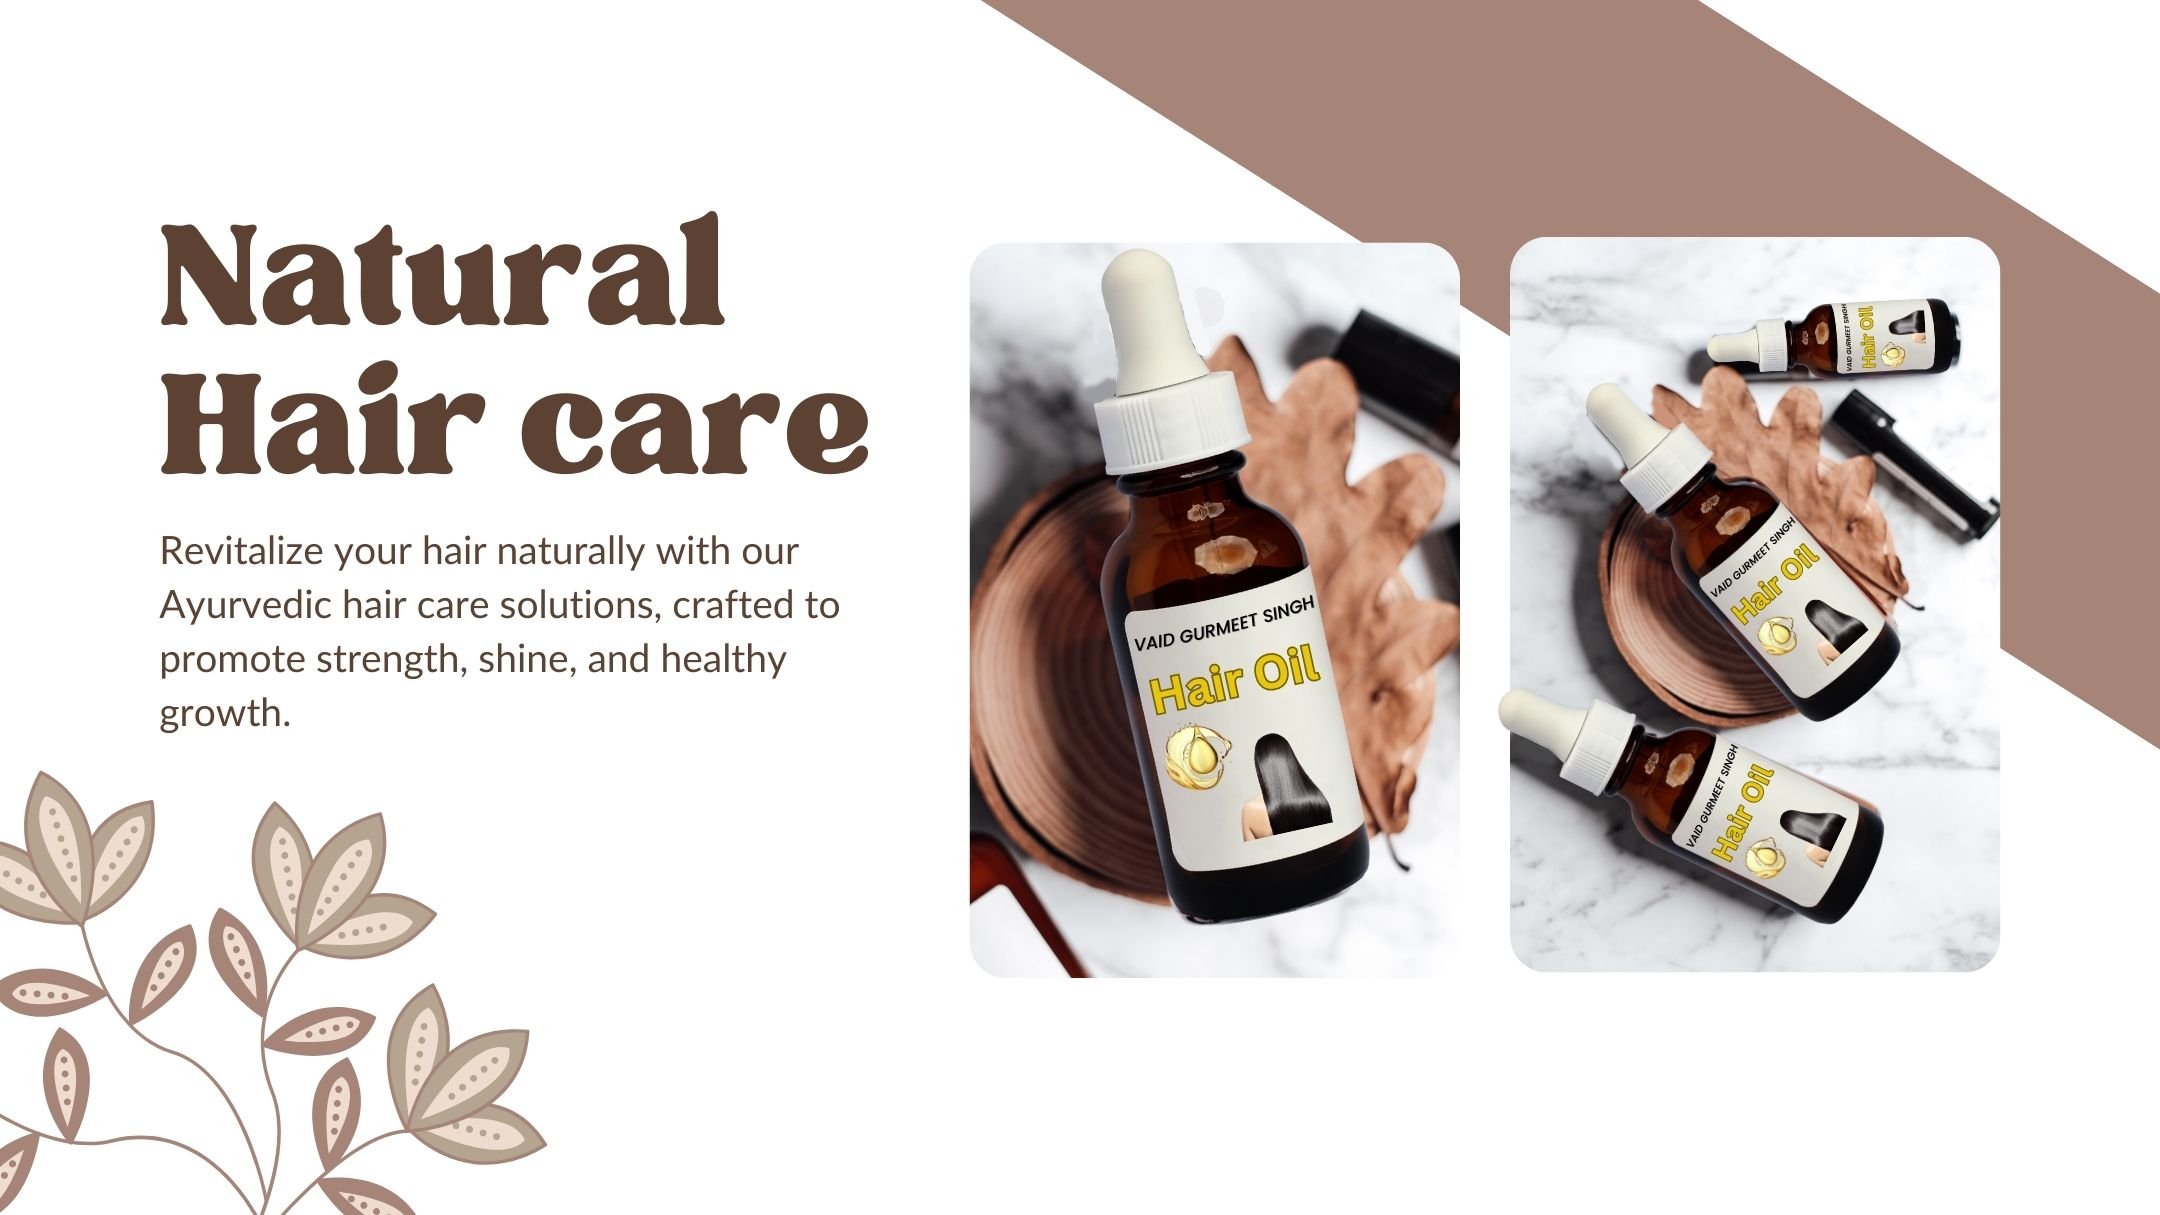 Natural
Hair care
Revitalize your hair naturally with our
Ayurvedic hair care solutions, crafted to
promote strength, shine, and healthy
growth.
VAID GURMEET SINGH
Hair Oil
VAID GURMEET SINGH
Hair Oil
VAID GURMEET SINGH
Hair Oil
VAID GURMEET SINGH
Hair Oil